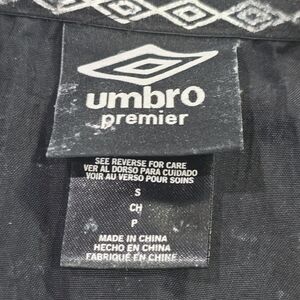 umbro
premier
SEE REVERSE FOR CARE
VER AL DORSO PARA CUIDADO
VOIR AU VERSO POUR SOINS
S
CH
P
MADE IN CHINA
HECHO EN CHINA
FABRIQUÉ EN CHINE